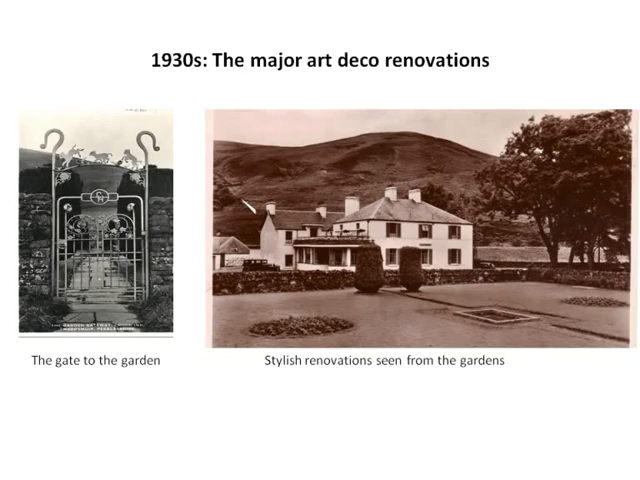 1930s: The major art deco renovations
The gate to the garden
Stylish renovations seen from the gardens